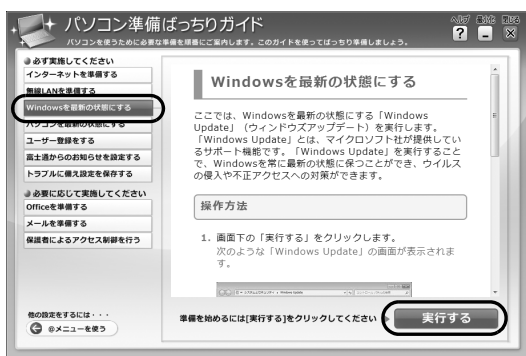 パソコン準備ばっちりガイド
ヘルプ 最小化 閉じる
パソコンを使うために必要な準備を順番にご案内します。このガイドを使ってばっちり準備しましょう。
必ず実施してください
インターネットを準備する
無線LANを準備する
Windowsを最新の状態にする
パソコンを最新の状態にする
ユーザー登録をする
富士通からのお知らせを設定する
トラブルに備え設定を保存する
必要に応じて実施してください
Officeを準備する
メールを準備する
保護者によるアクセス制御を行う
他の設定をするには・・・
@メニューを使う
Windowsを最新の状態にする
ここでは、Windowsを最新の状態にする「Windows
Update」(ウィンドウズアップデート)を実行します。
「Windows Update」とは、マイクロソフト社が提供してい
るサポート機能です。「Windows Update」を実行すること
で、Windowsを常に最新の状態に保つことができ、ウイルス
の侵入や不正アクセスへの対策ができます。
操作方法
1. 画面下の「実行する」をクリックします。
次のような「Windows Update」の画面が表示されま
す。
準備を始めるには[実行する]をクリックしてください
実行する